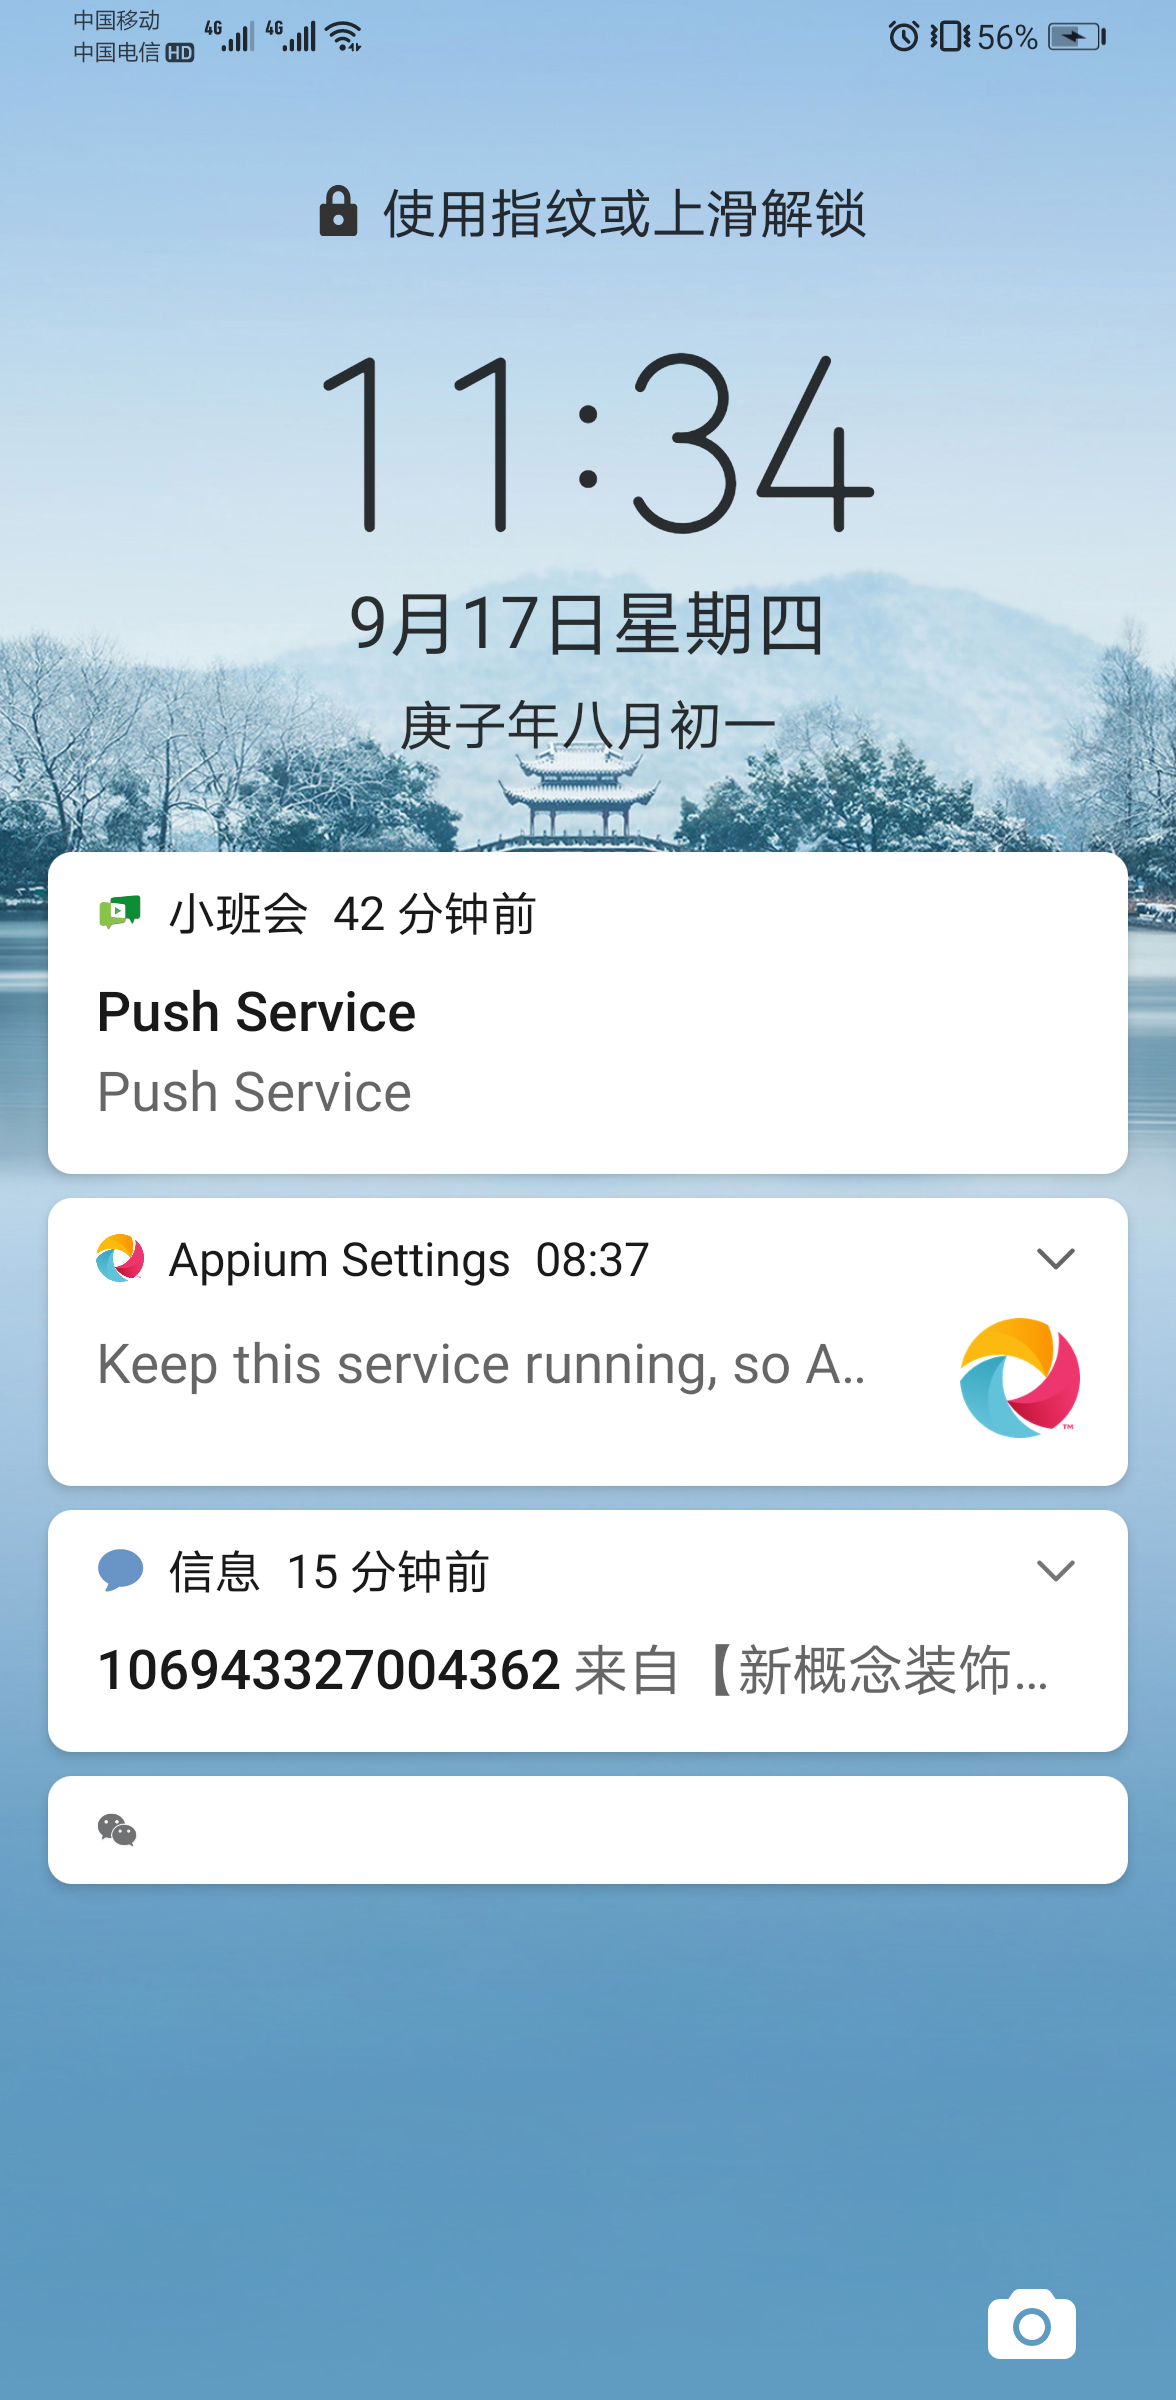 中国移动
中国电信 HD
4G 4G
56%
使用指纹或上滑解锁
11:34
9月17日星期四
庚子年八月初一
小班会 42 分钟前
Push Service
Push Service
Appium Settings 08:37
Keep this service running, so A..
TM
信息 15 分钟前
106943327004362 来自【新概念装饰...